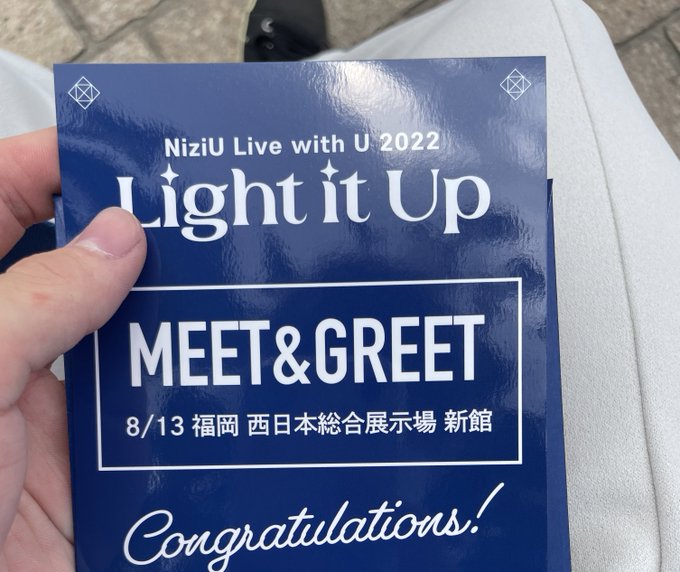 NiziU Live with U 2022
Light it Up
MEET&GREET
8/13 福岡 西日本総合展示場 新館
Congratulations!